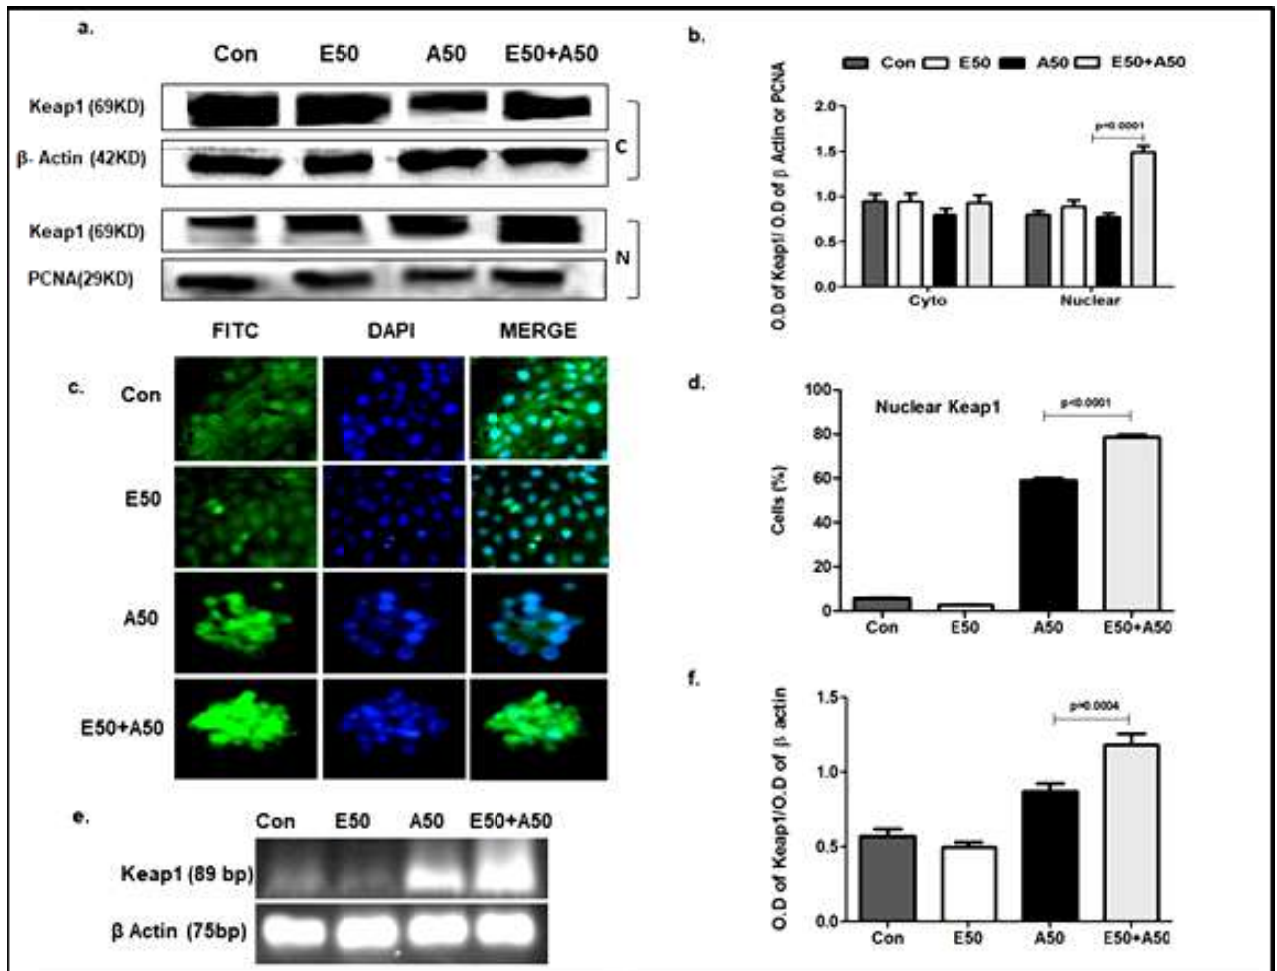 a.
Con E50 A50 E50+A50
Keap1 (69KD)
β- Actin (42KD)
C
Keap1 (69KD)
PCNA(29KD)
N
b.
Con E50 A50 E50+A50
O.D of Keap1/ O.D of β Actin or PCNA
2.0
1.5
1.0
0.5
0.0
Cyto Nuclear
c.
FITC DAPI MERGE
Con
E50
A50
E50+A50
d.
Nuclear Keap1
p<0.0001
Cells (%)
100
80
60
40
20
0
Con E50 A50 E50+A50
e.
Con E50 A50 E50+A50
Keap1 (89 bp)
β Actin (75bp)
f.
O.D of Keap1/O.D of β actin
1.5
1.0
0.5
0.0
p=0.0004
Con E50 A50 E50+A50